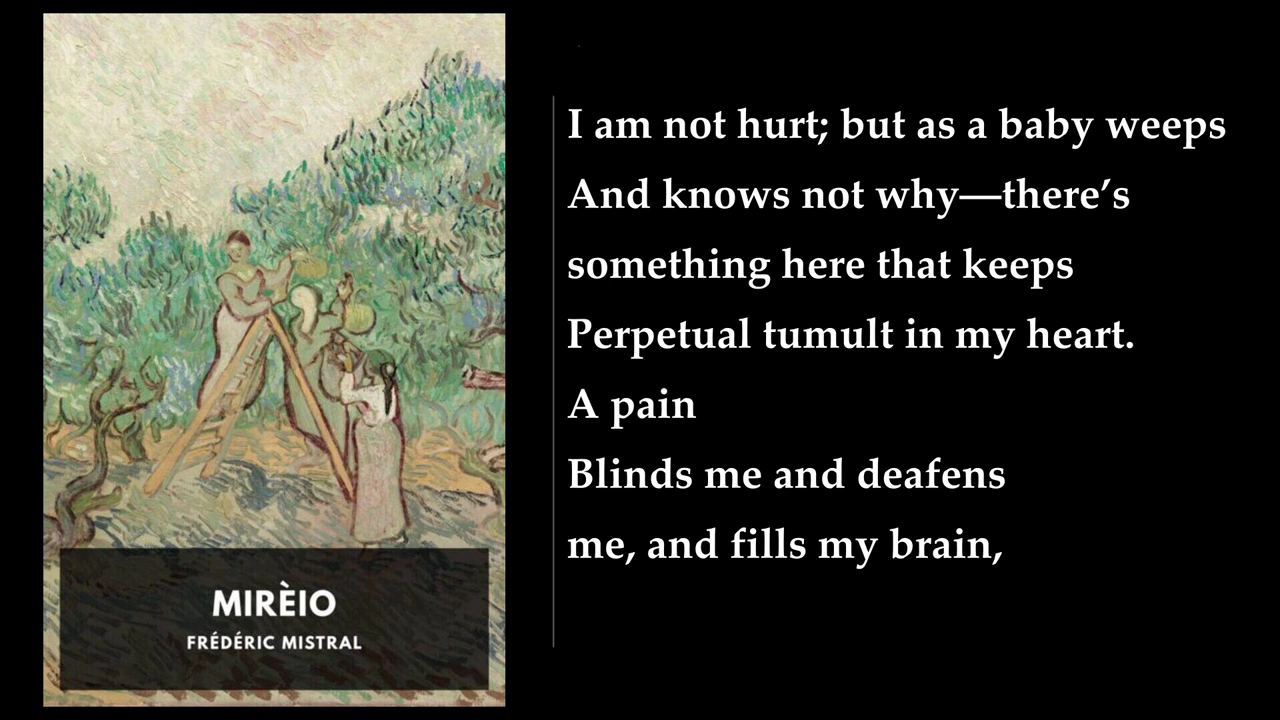 MIRÈIO
FRÉDÉRIC MISTRAL
I am not hurt; but as a baby weeps
And knows not why—there’s
something here that keeps
Perpetual tumult in my heart.
A pain
Blinds me and deafens
me, and fills my brain,